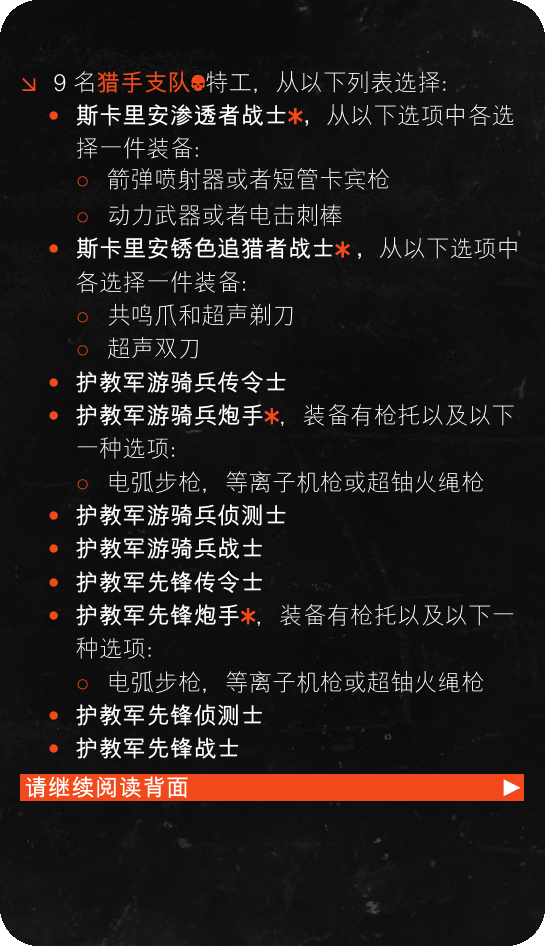 9 名猎手支队特工，从以下列表选择：
斯卡里安渗透者战士*，从以下选项中各选
择一件装备：
箭弹喷射器或者短管卡宾枪
动力武器或者电击刺棒
斯卡里安锈色追猎者战士*，从以下选项中
各选择一件装备：
共鸣爪和超声剃刀
超声双刀
护教军游骑兵传令士
护教军游骑兵炮手*，装备有枪托以及以下
一种选项：
电弧步枪，等离子机枪或超铀火绳枪
护教军游骑兵侦测士
护教军游骑兵战士
护教军先锋传令士
护教军先锋炮手*，装备有枪托以及以下一
种选项：
电弧步枪，等离子机枪或超铀火绳枪
护教军先锋侦测士
护教军先锋战士
请继续阅读背面